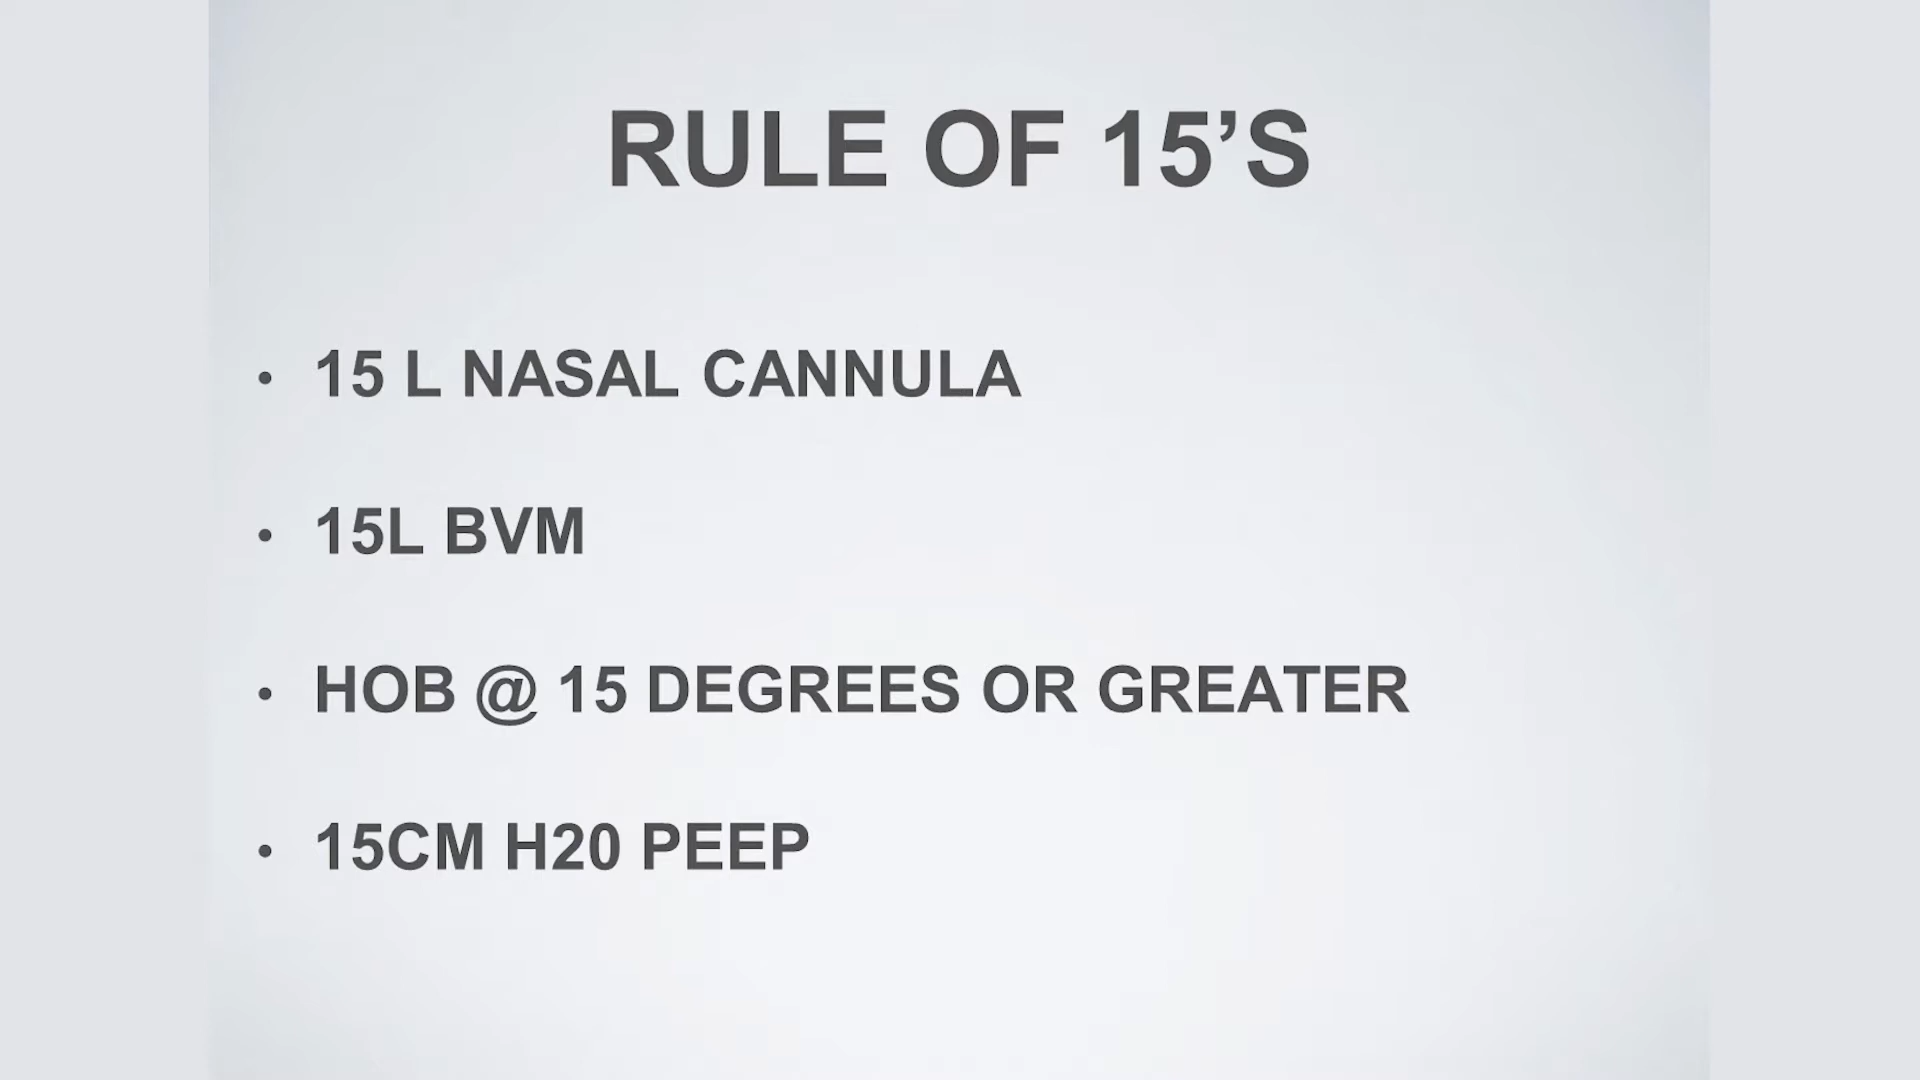 RULE OF 15’S
• 15 L NASAL CANNULA
• 15L BVM
• HOB @ 15 DEGREES OR GREATER
• 15CM H20 PEEP